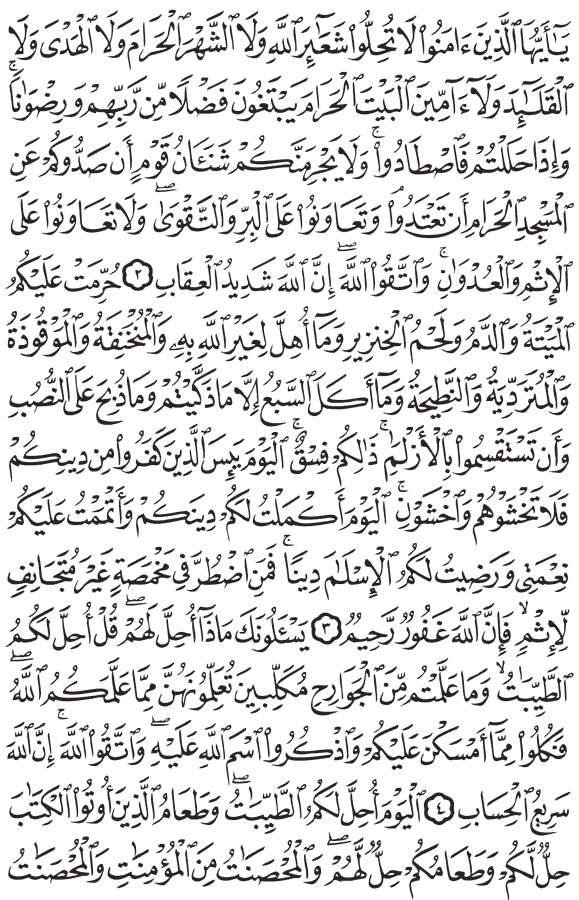 يَٰٓأَيُّهَا ٱلَّذِينَ ءَامَنُوا۟ لَا تُحِلُّوا۟ شَعَٰٓئِرَ ٱللَّهِ وَلَا ٱلشَّهْرَ ٱلْحَرَامَ وَلَا ٱلْهَدْىَ وَلَا
ٱلْقَلَٰٓئِدَ وَلَآ ءَآمِّينَ ٱلْبَيْتَ ٱلْحَرَامَ يَبْتَغُونَ فَضْلًا مِّن رَّبِّهِمْ وَرِضْوَٰنًا ۚ
وَإِذَا حَلَلْتُمْ فَٱصْطَادُوا۟ ۚ وَلَا يَجْرِمَنَّكُمْ شَنَـَٔانُ قَوْمٍ أَن صَدُّوكُمْ عَنِ
ٱلْمَسْجِدِ ٱلْحَرَامِ أَن تَعْتَدُوا۟ ۘ وَتَعَاوَنُوا۟ عَلَى ٱلْبِرِّ وَٱلتَّقْوَىٰ ۖ وَلَا تَعَاوَنُوا۟ عَلَى
ٱلْإِثْمِ وَٱلْعُدْوَٰنِ ۚ وَٱتَّقُوا۟ ٱللَّهَ ۖ إِنَّ ٱللَّهَ شَدِيدُ ٱلْعِقَابِ ٢ حُرِّمَتْ عَلَيْكُمُ
ٱلْمَيْتَةُ وَٱلدَّمُ وَلَحْمُ ٱلْخِنزِيرِ وَمَآ أُهِلَّ لِغَيْرِ ٱللَّهِ بِهِۦ وَٱلْمُنْخَنِقَةُ وَٱلْمَوْقُوذَةُ
وَٱلْمُتَرَدِّيَةُ وَٱلنَّطِيحَةُ وَمَآ أَكَلَ ٱلسَّبُعُ إِلَّا مَا ذَكَّيْتُمْ وَمَا ذُبِحَ عَلَى ٱلنُّصُبِ
وَأَن تَسْتَقْسِمُوا۟ بِٱلْأَزْلَٰمِ ۚ ذَٰلِكُمْ فِسْقٌ ۗ ٱلْيَوْمَ يَئِسَ ٱلَّذِينَ كَفَرُوا۟ مِن دِينِكُمْ
فَلَا تَخْشَوْهُمْ وَٱخْشَوْنِ ۚ ٱلْيَوْمَ أَكْمَلْتُ لَكُمْ دِينَكُمْ وَأَتْمَمْتُ عَلَيْكُمْ
نِعْمَتِى وَرَضِيتُ لَكُمُ ٱلْإِسْلَٰمَ دِينًا ۚ فَمَنِ ٱضْطُرَّ فِى مَخْمَصَةٍ غَيْرَ مُتَجَانِفٍ
لِّإِثْمٍ ۙ فَإِنَّ ٱللَّهَ غَفُورٌ رَّحِيمٌ ٣ يَسْـَٔلُونَكَ مَاذَآ أُحِلَّ لَهُمْ ۖ قُلْ أُحِلَّ لَكُمُ
ٱلطَّيِّبَٰتُ ۙ وَمَا عَلَّمْتُم مِّنَ ٱلْجَوَارِحِ مُكَلِّبِينَ تُعَلِّمُونَهُنَّ مِمَّا عَلَّمَكُمُ ٱللَّهُ ۖ
فَكُلُوا۟ مِمَّآ أَمْسَكْنَ عَلَيْكُمْ وَٱذْكُرُوا۟ ٱسْمَ ٱللَّهِ عَلَيْهِ ۖ وَٱتَّقُوا۟ ٱللَّهَ ۚ إِنَّ ٱللَّهَ
سَرِيعُ ٱلْحِسَابِ ٤ ٱلْيَوْمَ أُحِلَّ لَكُمُ ٱلطَّيِّبَٰتُ ۖ وَطَعَامُ ٱلَّذِينَ أُوتُوا۟ ٱلْكِتَٰبَ
حِلٌّ لَّكُمْ وَطَعَامُكُمْ حِلٌّ لَّهُمْ ۖ وَٱلْمُحْصَنَٰتُ مِنَ ٱلْمُؤْمِنَٰتِ وَٱلْمُحْصَنَٰتُ